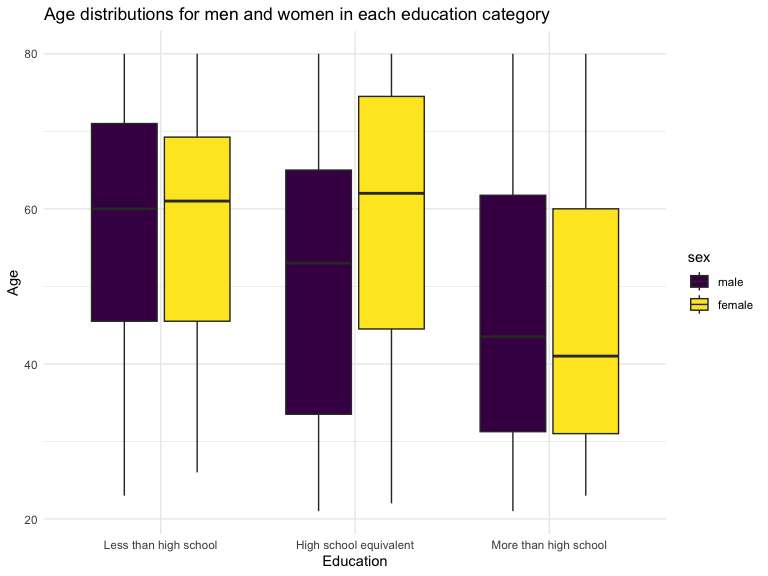 Age distributions for men and women in each education category
80
60
40
20
Age
Less than high school
High school equivalent
More than high school
Education
sex
male
female